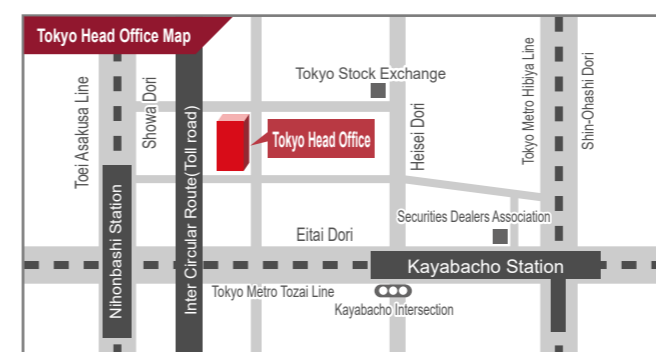 Tokyo Head Office Map
Toei Asakusa Line
Showa Dori
Inter Circular Route(Toll road)
Tokyo Stock Exchange
Tokyo Head Office
Heisei Dori
Tokyo Metro Hibiya Line
Shin-Ohashi Dori
Nihonbashi Station
Securities Dealers Association
Eitai Dori
Kayabacho Station
Tokyo Metro Tozai Line
Kayabacho Intersection